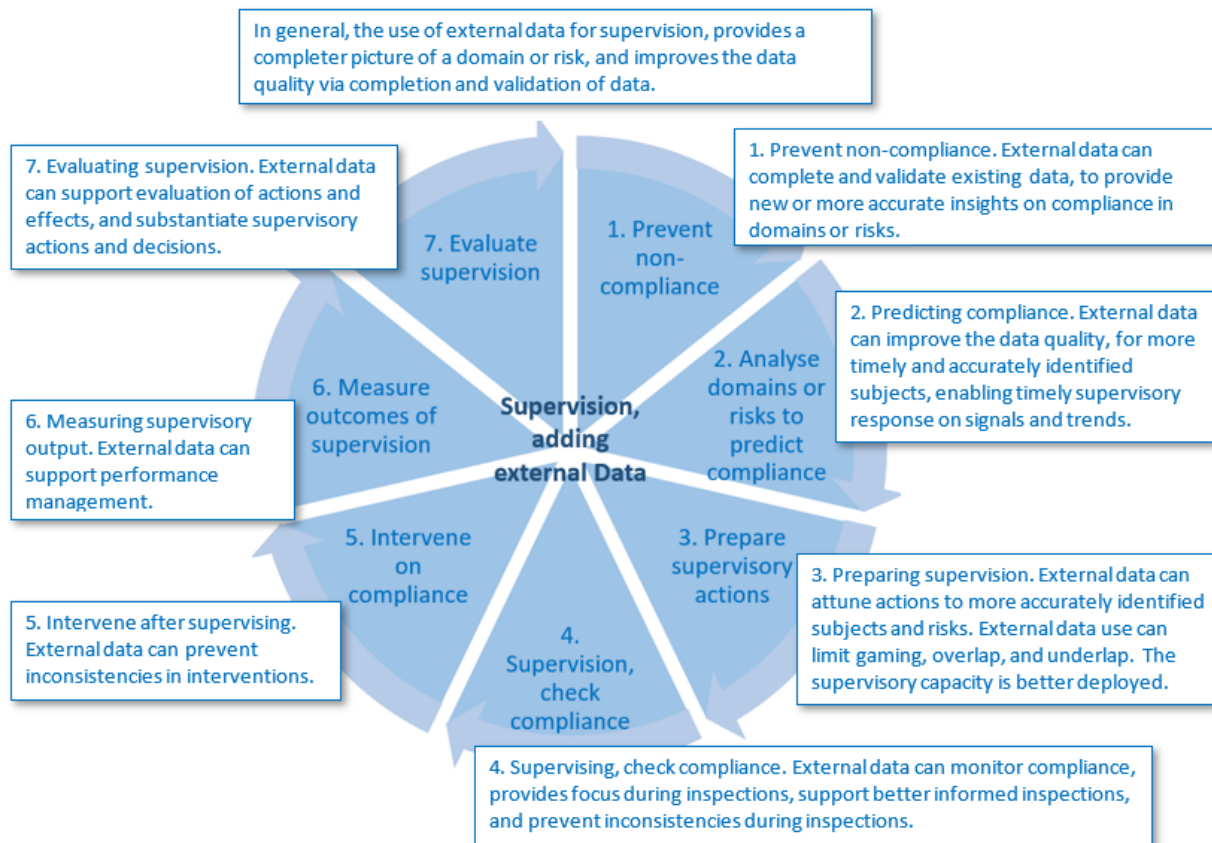 In general, the use of external data for supervision, provides a
completer picture of a domain or risk, and improves the data
quality via completion and validation of data.
1. Prevent non-compliance. External data can
complete and validate existing data, to provide
new or more accurate insights on compliance in
domains or risks.
2. Predicting compliance. External data
can improve the data quality, for more
timely and accurately identified
subjects, enabling timely supervisory
response on signals and trends.
3. Preparing supervision. External data can
attune actions to more accurately identified
subjects and risks. External data use can
limit gaming, overlap, and underlap. The
supervisory capacity is better deployed.
4. Supervising, check compliance. External data can monitor compliance,
provides focus during inspections, support better informed inspections,
and prevent inconsistencies during inspections.
5. Intervene after supervising.
External data can prevent
inconsistencies in interventions.
6. Measuring supervisory
output. External data can
support performance
management.
7. Evaluating supervision. External data
can support evaluation of actions and
effects, and substantiate supervisory
actions and decisions.
1. Prevent
non-
compliance
2. Analyse
domains or
risks to
predict
compliance
3. Prepare
supervisory
actions
4.
Supervision,
check
compliance
5. Intervene
on
compliance
6. Measure
outcomes of
supervision
7. Evaluate
supervision
Supervision,
adding
external Data